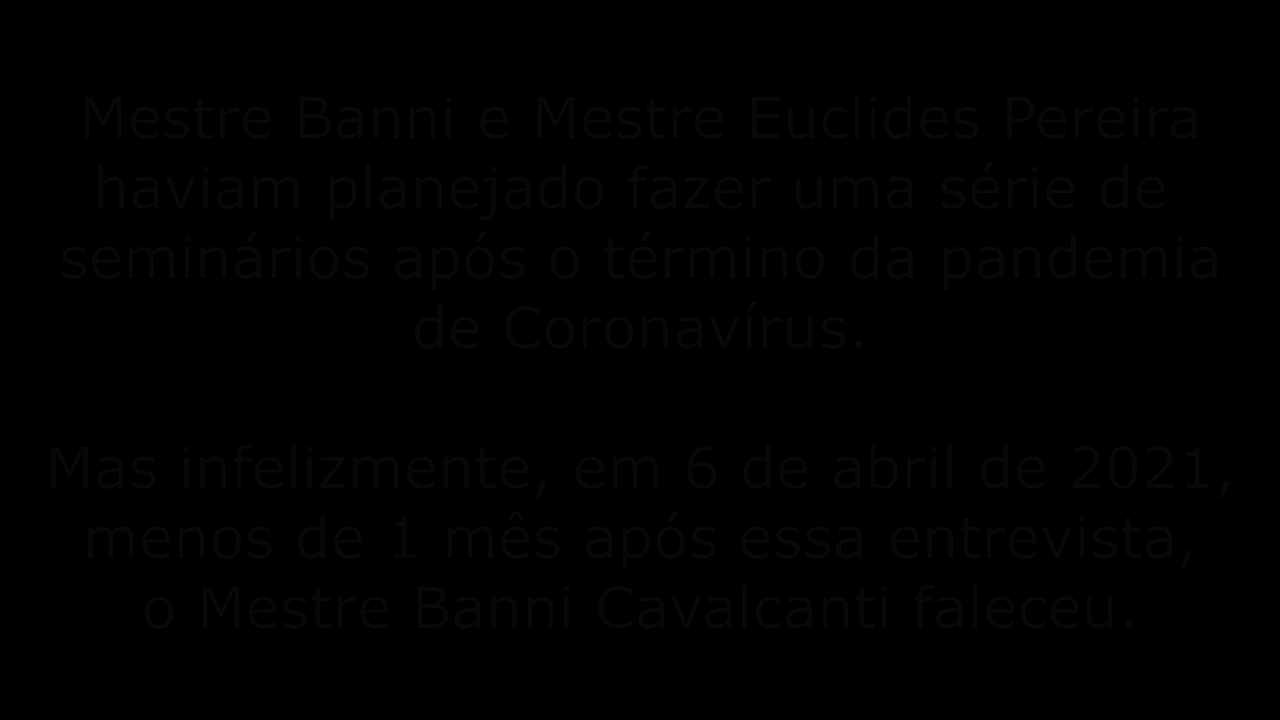 Mestre Banni e Mestre Euclides Pereira
haviam planejado fazer uma série de
seminários após o término da pandemia
de Coronavírus.
Mas infelizmente, em 6 de abril de 2021,
menos de 1 mês após essa entrevista,
o Mestre Banni Cavalcanti faleceu.